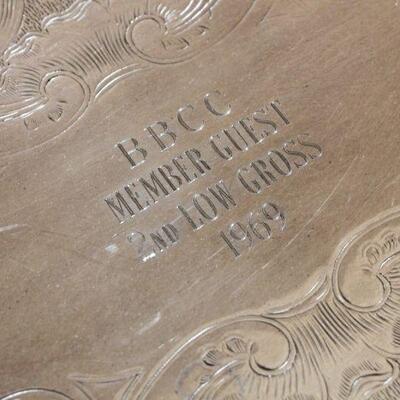 BBCC
MEMBER GUEST
2ND LOW GROSS
1969